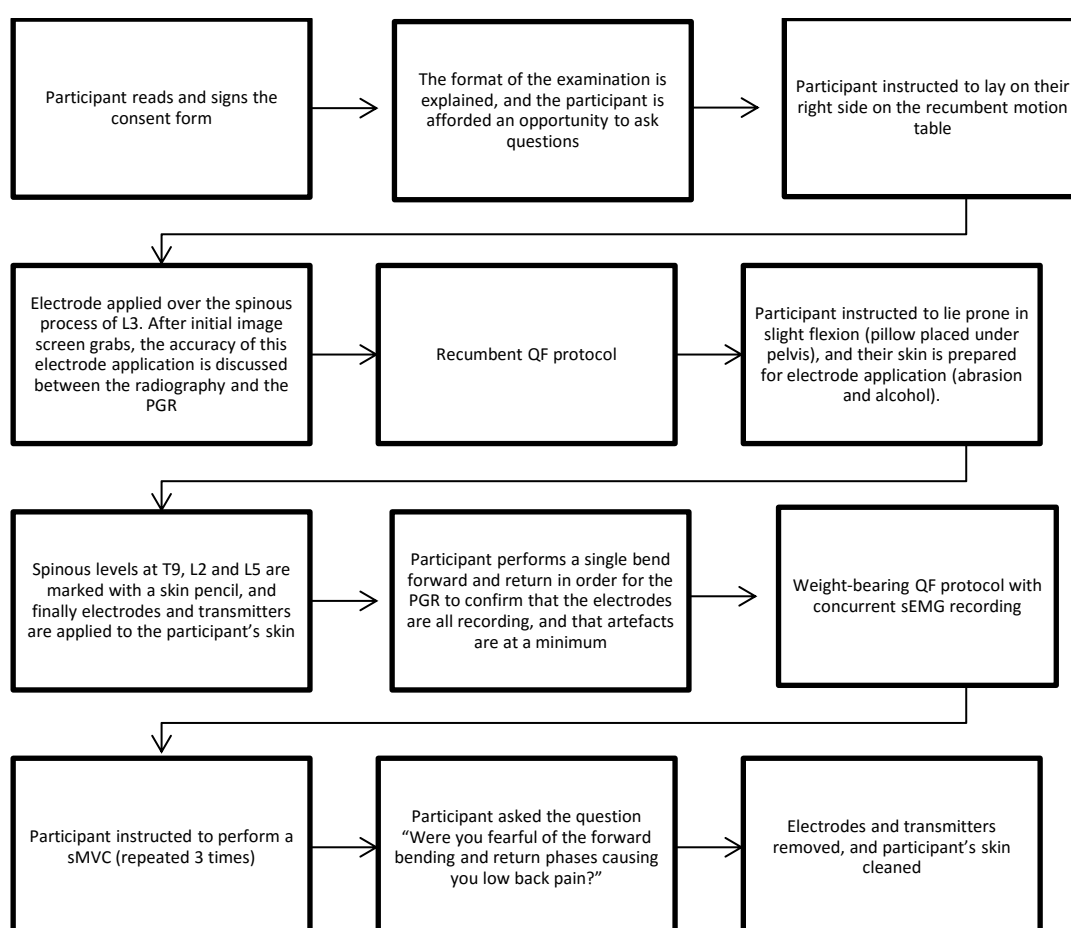 Participant reads and signs the
consent form
The format of the examination is
explained, and the participant is
afforded an opportunity to ask
questions
Participant instructed to lay on their
right side on the recumbent motion
table
Electrode applied over the spinous
process of L3. After initial image
screen grabs, the accuracy of this
electrode application is discussed
between the radiography and the
PGR
Recumbent QF protocol
Participant instructed to lie prone in
slight flexion (pillow placed under
pelvis), and their skin is prepared
for electrode application (abrasion
and alcohol).
Spinous levels at T9, L2 and L5 are
marked with a skin pencil, and
finally electrodes and transmitters
are applied to the participant’s skin
Participant performs a single bend
forward and return in order for the
PGR to confirm that the electrodes
are all recording, and that artefacts
are at a minimum
Weight-bearing QF protocol with
concurrent sEMG recording
Participant instructed to perform a
sMVC (repeated 3 times)
Participant asked the question
“Were you fearful of the forward
bending and return phases causing
you low back pain?”
Electrodes and transmitters
removed, and participant’s skin
cleaned